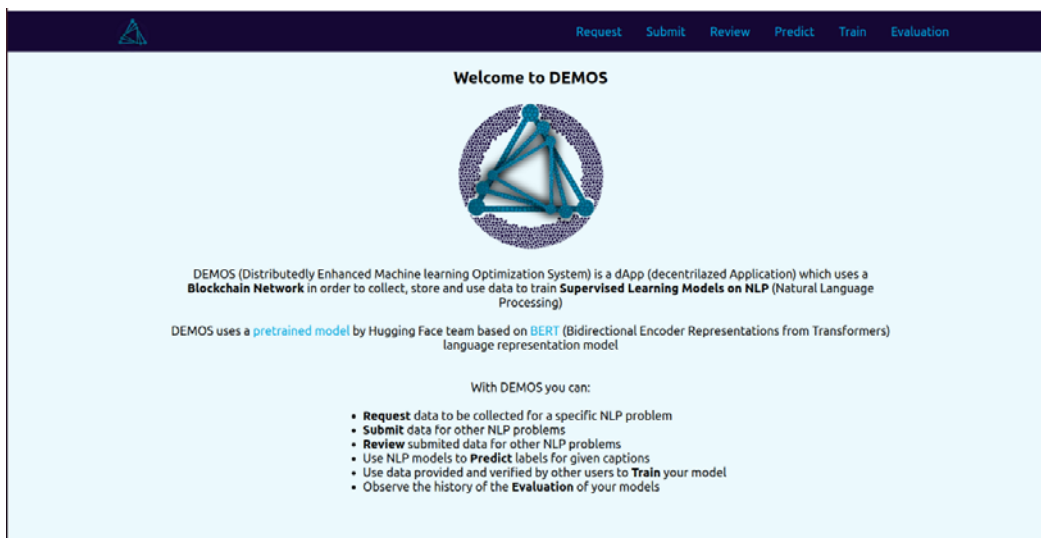 Request Submit Review Predict Train Evaluation
Welcome to DEMOS
DEMOS (Distributedly Enhanced Machine learning Optimization System) is a dApp (decentrilazed Application) which uses a
Blockchain Network in order to collect, store and use data to train Supervised Learning Models on NLP (Natural Language
Processing)
DEMOS uses a pretrained model by Hugging Face team based on BERT (Bidirectional Encoder Representations from Transformers)
language representation model
With DEMOS you can:
• Request data to be collected for a specific NLP problem
• Submit data for other NLP problems
• Review submited data for other NLP problems
• Use NLP models to Predict labels for given captions
• Use data provided and verified by other users to Train your model
• Observe the history of the Evaluation of your models